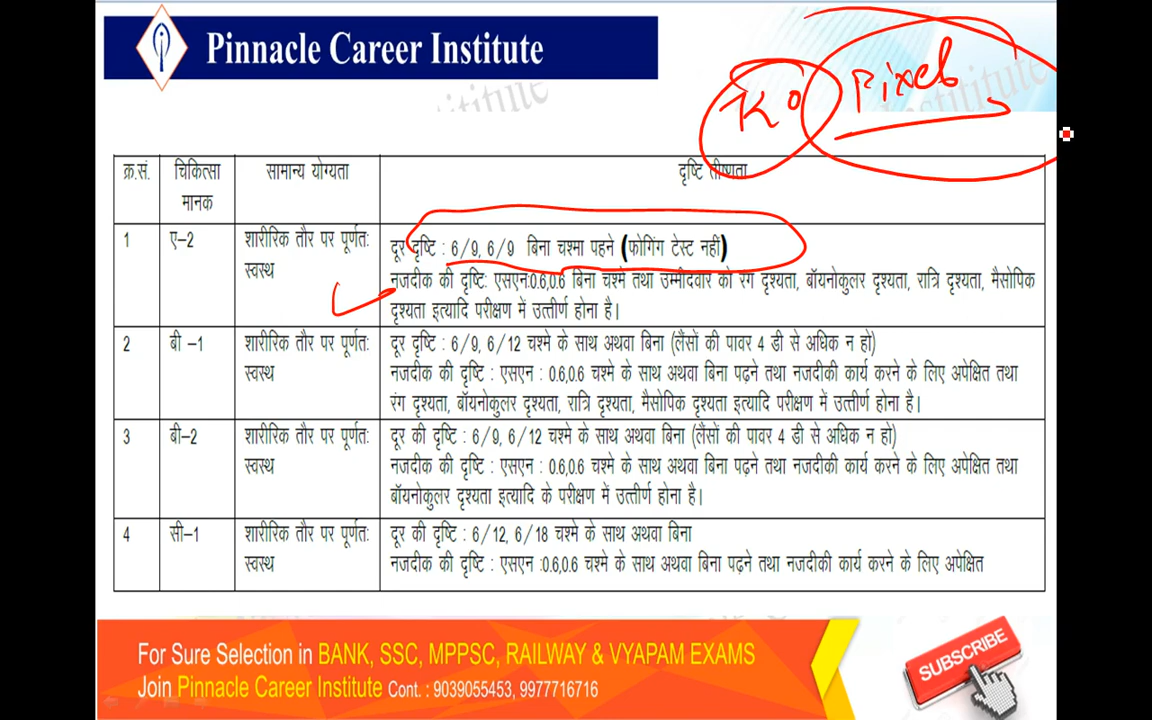 Pinnacle Career Institute
Ko Pixel
क्र.सं. चिकित्सा मानक सामान्य योग्यता दृष्टि तीक्ष्णता
1 ए–2 शारीरिक तौर पर पूर्णतः स्वस्थ
दूर दृष्टि : 6/9, 6/9 बिना चश्मा पहने (फोगिंग टेस्ट नहीं)
नजदीक की दृष्टि: एसएन:0.6,0.6 बिना चश्मे तथा उम्मीदवार को रंग दृश्यता, बॉयनोकुलर दृश्यता, रात्रि दृश्यता, मैसोपिक
दृश्यता इत्यादि परीक्षण में उत्तीर्ण होना है।
2 बी –1 शारीरिक तौर पर पूर्णतः स्वस्थ
दूर दृष्टि : 6/9, 6/12 चश्मे के साथ अथवा बिना (लैंसों की पावर 4 डी से अधिक न हो)
नजदीक की दृष्टि : एसएन : 0.6,0.6 चश्मे के साथ अथवा बिना पढ़ने तथा नजदीकी कार्य करने के लिए अपेक्षित तथा
रंग दृश्यता, बॉयनोकुलर दृश्यता, रात्रि दृश्यता, मैसोपिक दृश्यता इत्यादि परीक्षण में उत्तीर्ण होना है।
3 बी–2 शारीरिक तौर पर पूर्णतः स्वस्थ
दूर की दृष्टि : 6/9, 6/12 चश्मे के साथ अथवा बिना (लैंसों की पावर 4 डी से अधिक न हो)
नजदीक की दृष्टि : एसएन : 0.6,0.6 चश्मे के साथ अथवा बिना पढ़ने तथा नजदीकी कार्य करने के लिए अपेक्षित तथा
बॉयनोकुलर दृश्यता इत्यादि के परीक्षण में उत्तीर्ण होना है।
4 सी–1 शारीरिक तौर पर पूर्णतः स्वस्थ
दूर की दृष्टि : 6/12, 6/18 चश्मे के साथ अथवा बिना
नजदीक की दृष्टि : एसएन :0.6,0.6 चश्मे के साथ अथवा बिना पढ़ने तथा नजदीकी कार्य करने के लिए अपेक्षित
For Sure Selection in BANK, SSC, MPPSC, RAILWAY & VYAPAM EXAMS
Join Pinnacle Career Institute Cont. : 9039055453, 9977716716
SUBSCRIBE